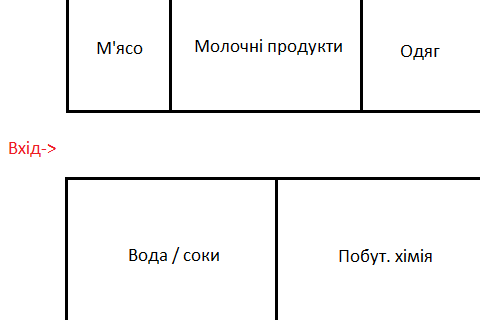 М'ясо
Молочні продукти
Одяг
Вхід->
Вода / соки
Побут. хімія